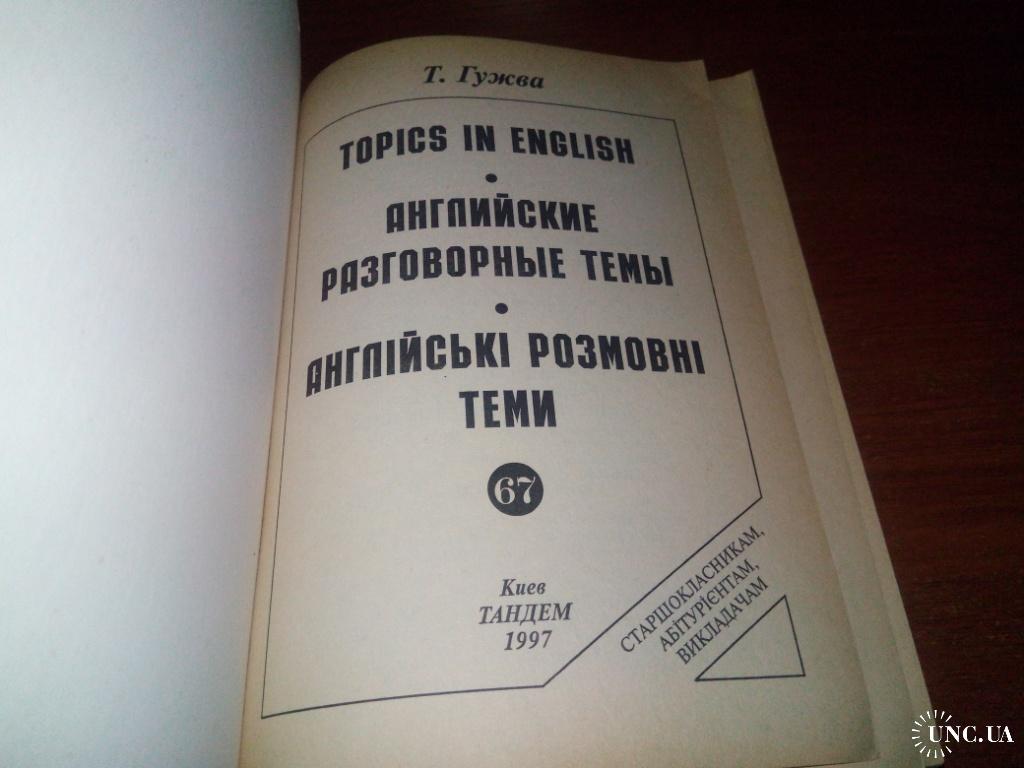 Т. Гужва
TOPICS IN ENGLISH
•
АНГЛИЙСКИЕ
РАЗГОВОРНЫЕ ТЕМЫ
•
АНГЛІЙСЬКІ РОЗМОВНІ
ТЕМИ
67
Киев
ТАНДЕМ
1997
СТАРШОКЛАСНИКАМ,
АБІТУРІЄНТАМ,
ВИКЛАДАЧАМ
UNC.UA